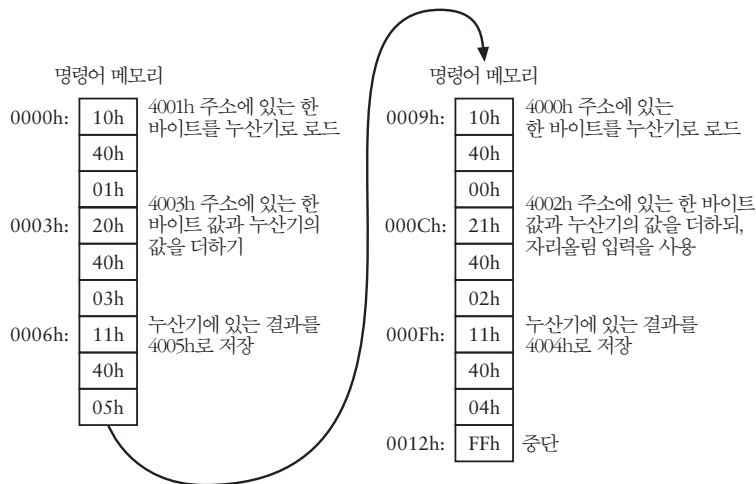 명령어 메모리
0000h: 10h 4001h 주소에 있는 한
바이트를 누산기로 로드
40h
01h
4003h 주소에 있는 한
0003h: 20h 바이트 값과 누산기의
값을 더하기
40h
03h
0006h: 11h 누산기에 있는 결과를
4005h로 저장
40h
05h
명령어 메모리
0009h: 10h 4000h 주소에 있는
한 바이트를 누산기로 로드
40h
00h
4002h 주소에 있는 한 바이트
000Ch: 21h 값과 누산기의 값을 더하되,
자리올림 입력을 사용
40h
02h
000Fh: 11h 누산기에 있는 결과를
4004h로 저장
40h
04h
0012h: FFh 중단